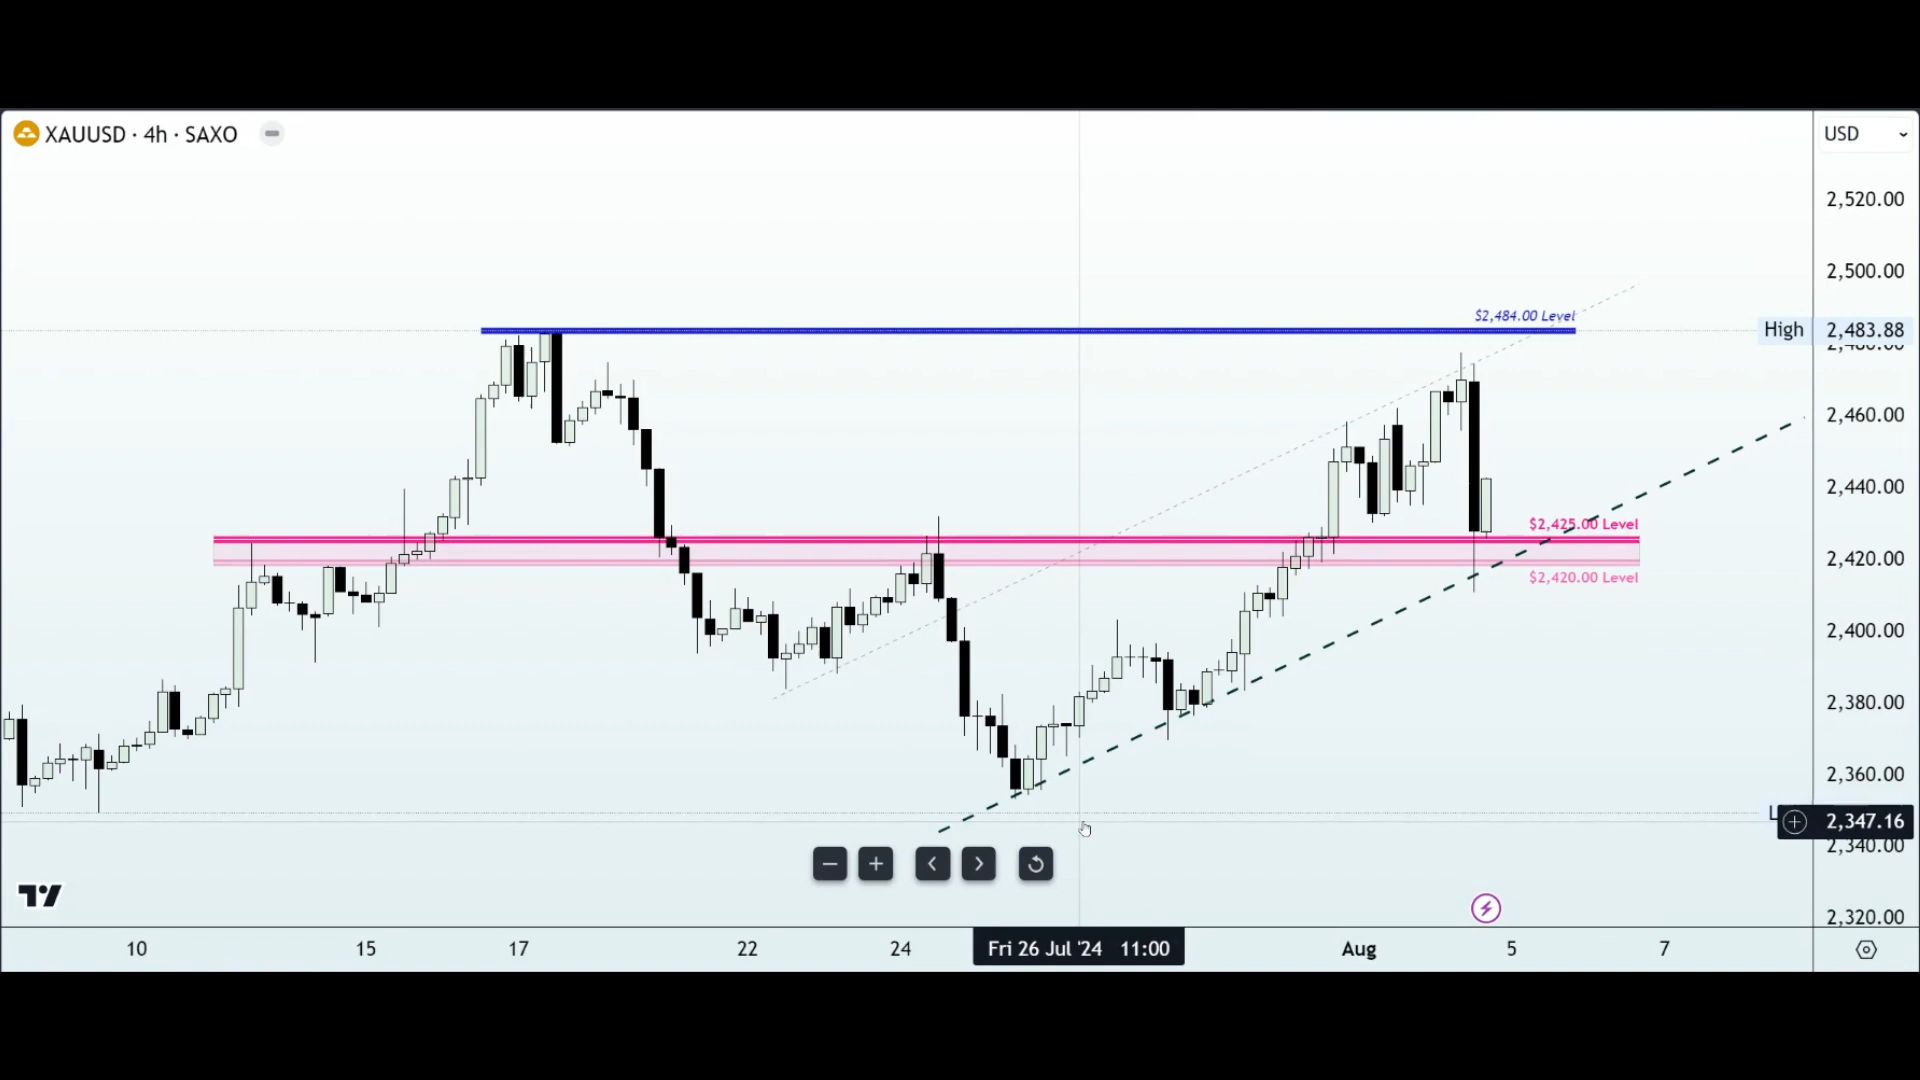 XAUUSD · 4h · SAXO
USD
2,520.00
2,500.00
$2,484.00 Level
High 2,483.88
2,480.00
2,460.00
2,440.00
$2,425.00 Level
2,420.00
$2,420.00 Level
2,400.00
2,380.00
2,360.00
L
2,347.16
2,340.00
2,320.00
10 15 17 22 24 Fri 26 Jul '24 11:00 Aug 5 7